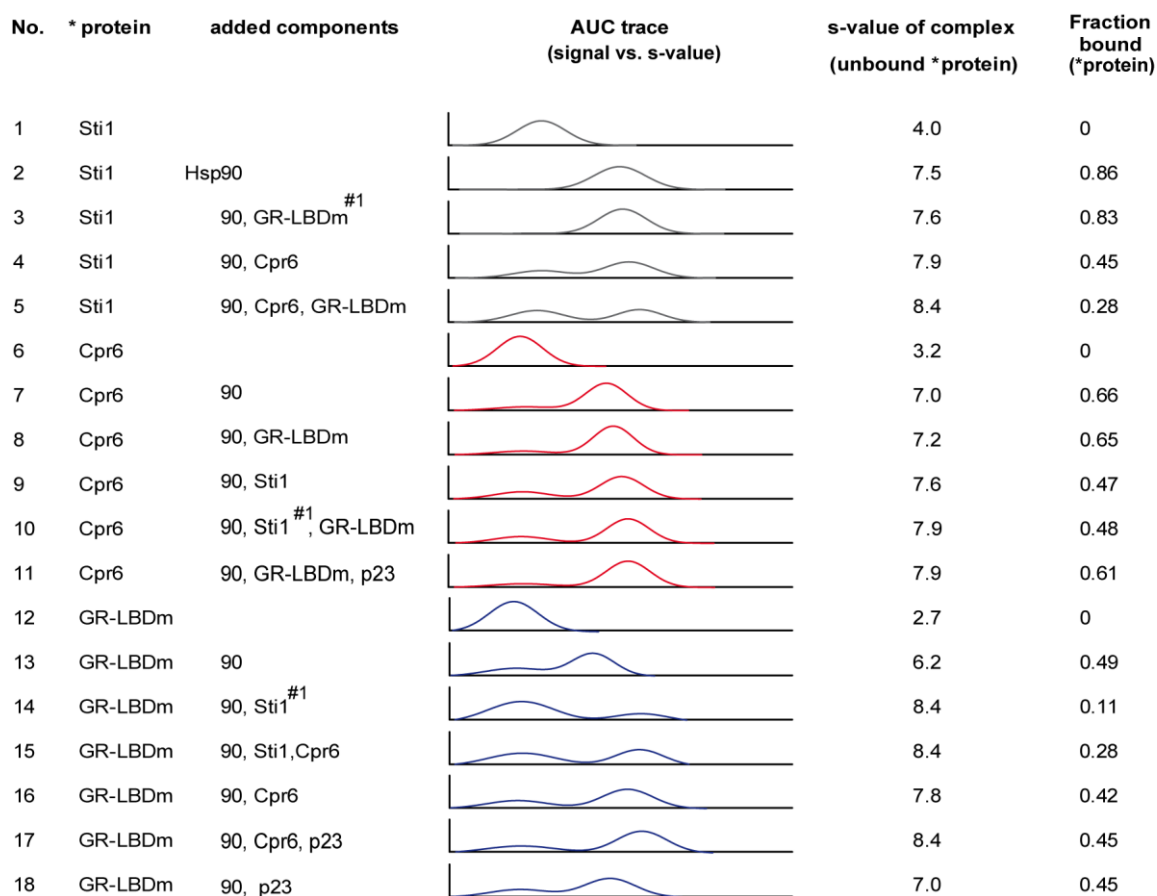 No. * protein added components AUC trace (signal vs. s-value) s-value of complex (unbound *protein) Fraction bound (*protein)
1 Sti1 4.0 0
2 Sti1 Hsp90 7.5 0.86
3 Sti1 90, GR-LBDm#1 7.6 0.83
4 Sti1 90, Cpr6 7.9 0.45
5 Sti1 90, Cpr6, GR-LBDm 8.4 0.28
6 Cpr6 3.2 0
7 Cpr6 90 7.0 0.66
8 Cpr6 90, GR-LBDm 7.2 0.65
9 Cpr6 90, Sti1 7.6 0.47
10 Cpr6 90, Sti1#1, GR-LBDm 7.9 0.48
11 Cpr6 90, GR-LBDm, p23 7.9 0.61
12 GR-LBDm 2.7 0
13 GR-LBDm 90 6.2 0.49
14 GR-LBDm 90, Sti1#1 8.4 0.11
15 GR-LBDm 90, Sti1,Cpr6 8.4 0.28
16 GR-LBDm 90, Cpr6 7.8 0.42
17 GR-LBDm 90, Cpr6, p23 8.4 0.45
18 GR-LBDm 90, p23 7.0 0.45